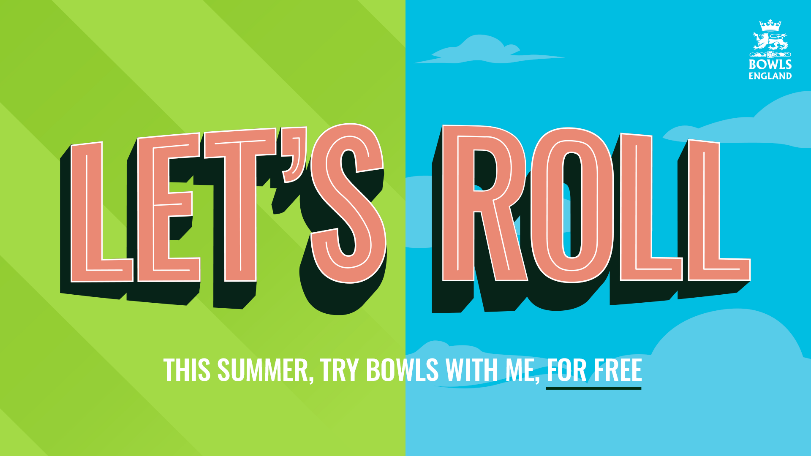 BOWLS
ENGLAND
LET'S ROLL
THIS SUMMER, TRY BOWLS WITH ME, FOR FREE